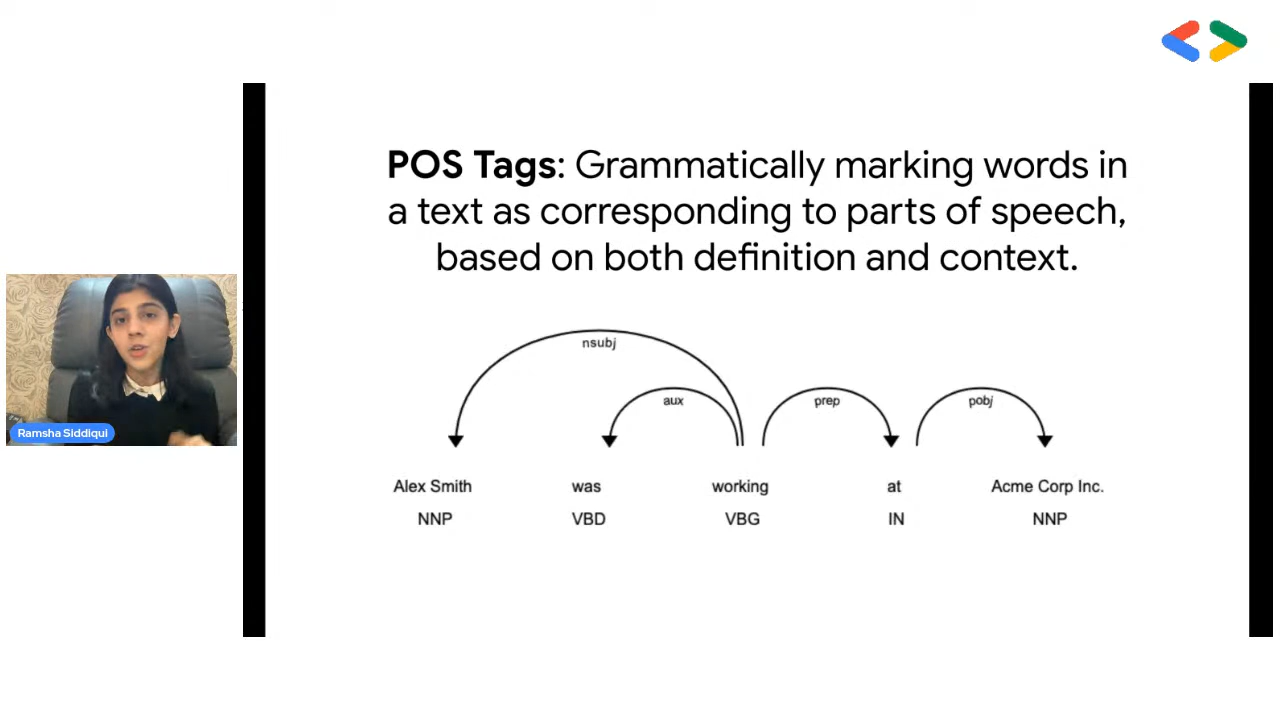 POS Tags: Grammatically marking words in
a text as corresponding to parts of speech,
based on both definition and context.
nsubj
aux
prep
pobj
Alex Smith was working at Acme Corp Inc.
NNP VBD VBG IN NNP
Ramsha Siddiqui